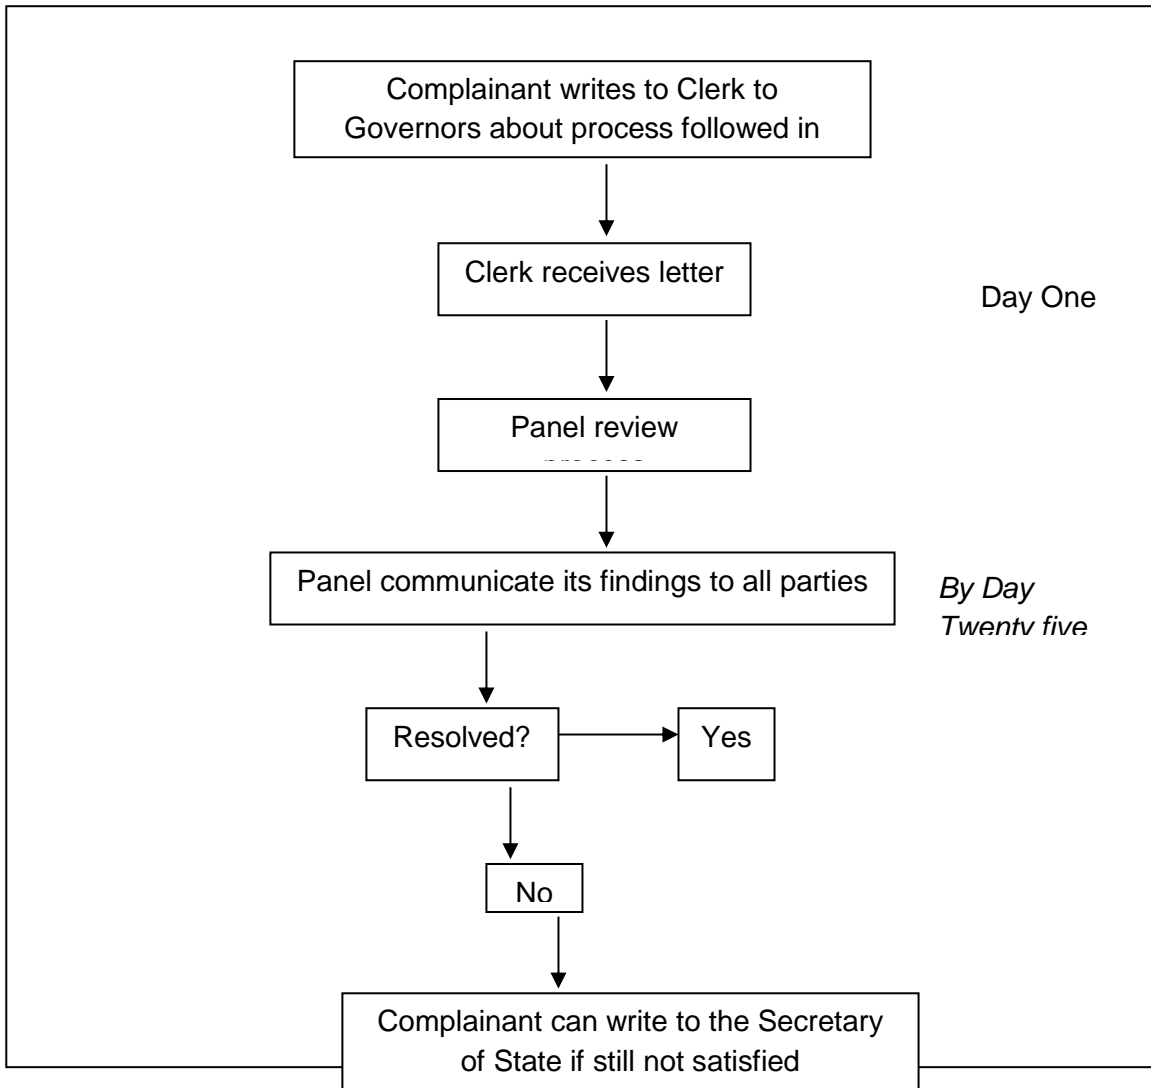 Complainant writes to Clerk to
Governors about process followed in
Clerk receives letter
Day One
Panel review
Panel communicate its findings to all parties
By Day
Twenty five
Resolved?
Yes
No
Complainant can write to the Secretary
of State if still not satisfied